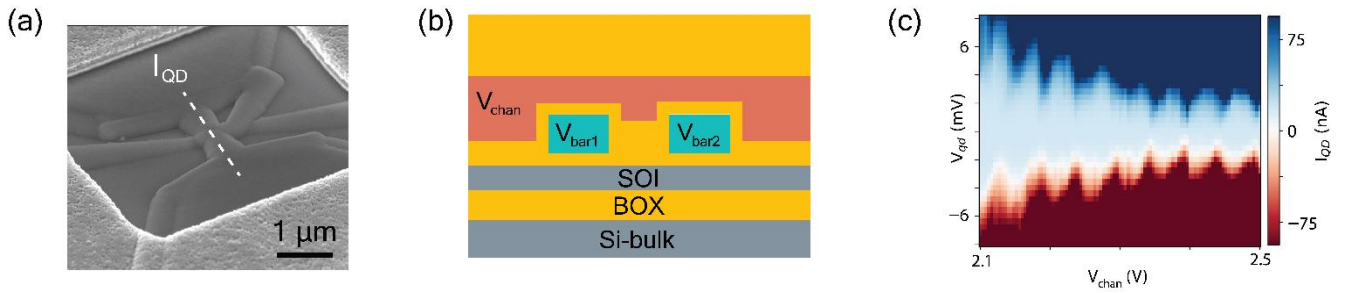 (a)
I_QD
1 μm
(b)
V_chan
V_bar1
V_bar2
SOI
BOX
Si-bulk
(c)
6
-6
V_qd (mV)
2.1
2.5
V_chan (V)
75
0
-75
I_QD (nA)